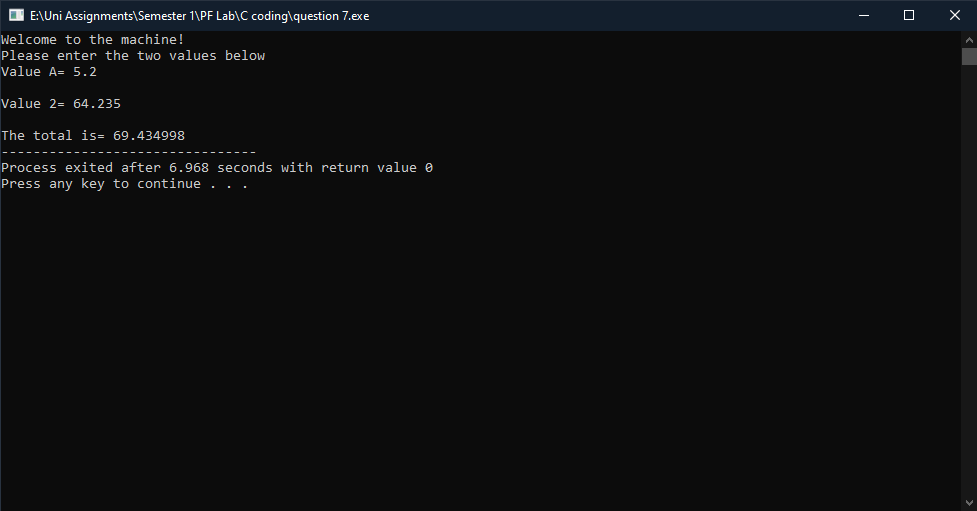 E:\Uni Assignments\Semester 1\PF Lab\C coding\question 7.exe
Welcome to the machine!
Please enter the two values below
Value A= 5.2
Value 2= 64.235
The total is= 69.434998
--------------------------------
Process exited after 6.968 seconds with return value 0
Press any key to continue . . .